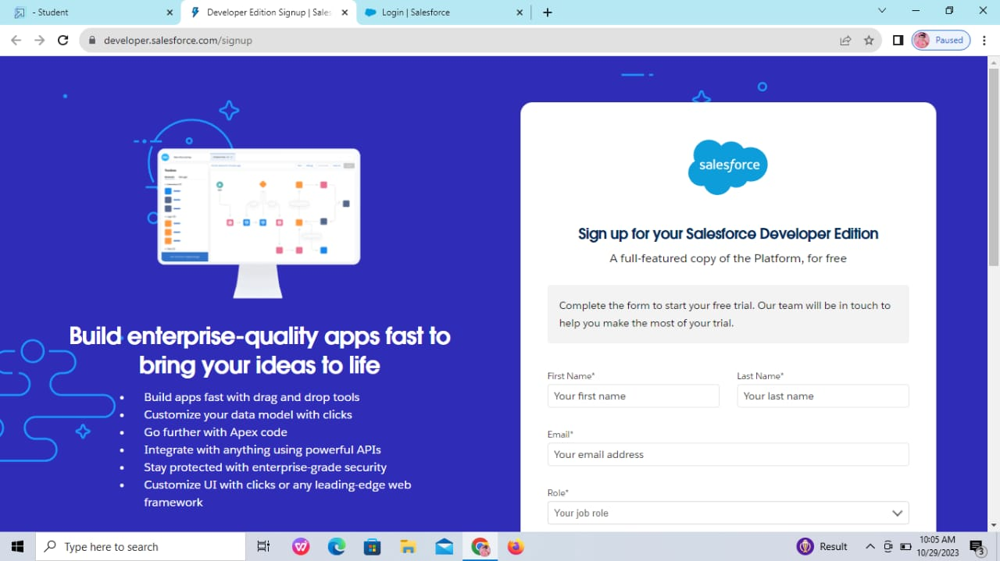 - Student
Developer Edition Signup | Sales
Login | Salesforce
developer.salesforce.com/signup
Paused
salesforce
Sign up for your Salesforce Developer Edition
A full-featured copy of the Platform, for free
Complete the form to start your free trial. Our team will be in touch to
help you make the most of your trial.
First Name*
Last Name*
Your first name
Your last name
Email*
Your email address
Role*
Your job role
Build enterprise-quality apps fast to
bring your ideas to life
• Build apps fast with drag and drop tools
• Customize your data model with clicks
• Go further with Apex code
• Integrate with anything using powerful APIs
• Stay protected with enterprise-grade security
• Customize UI with clicks or any leading-edge web
framework
Type here to search
Result
10:05 AM
10/29/2023
3